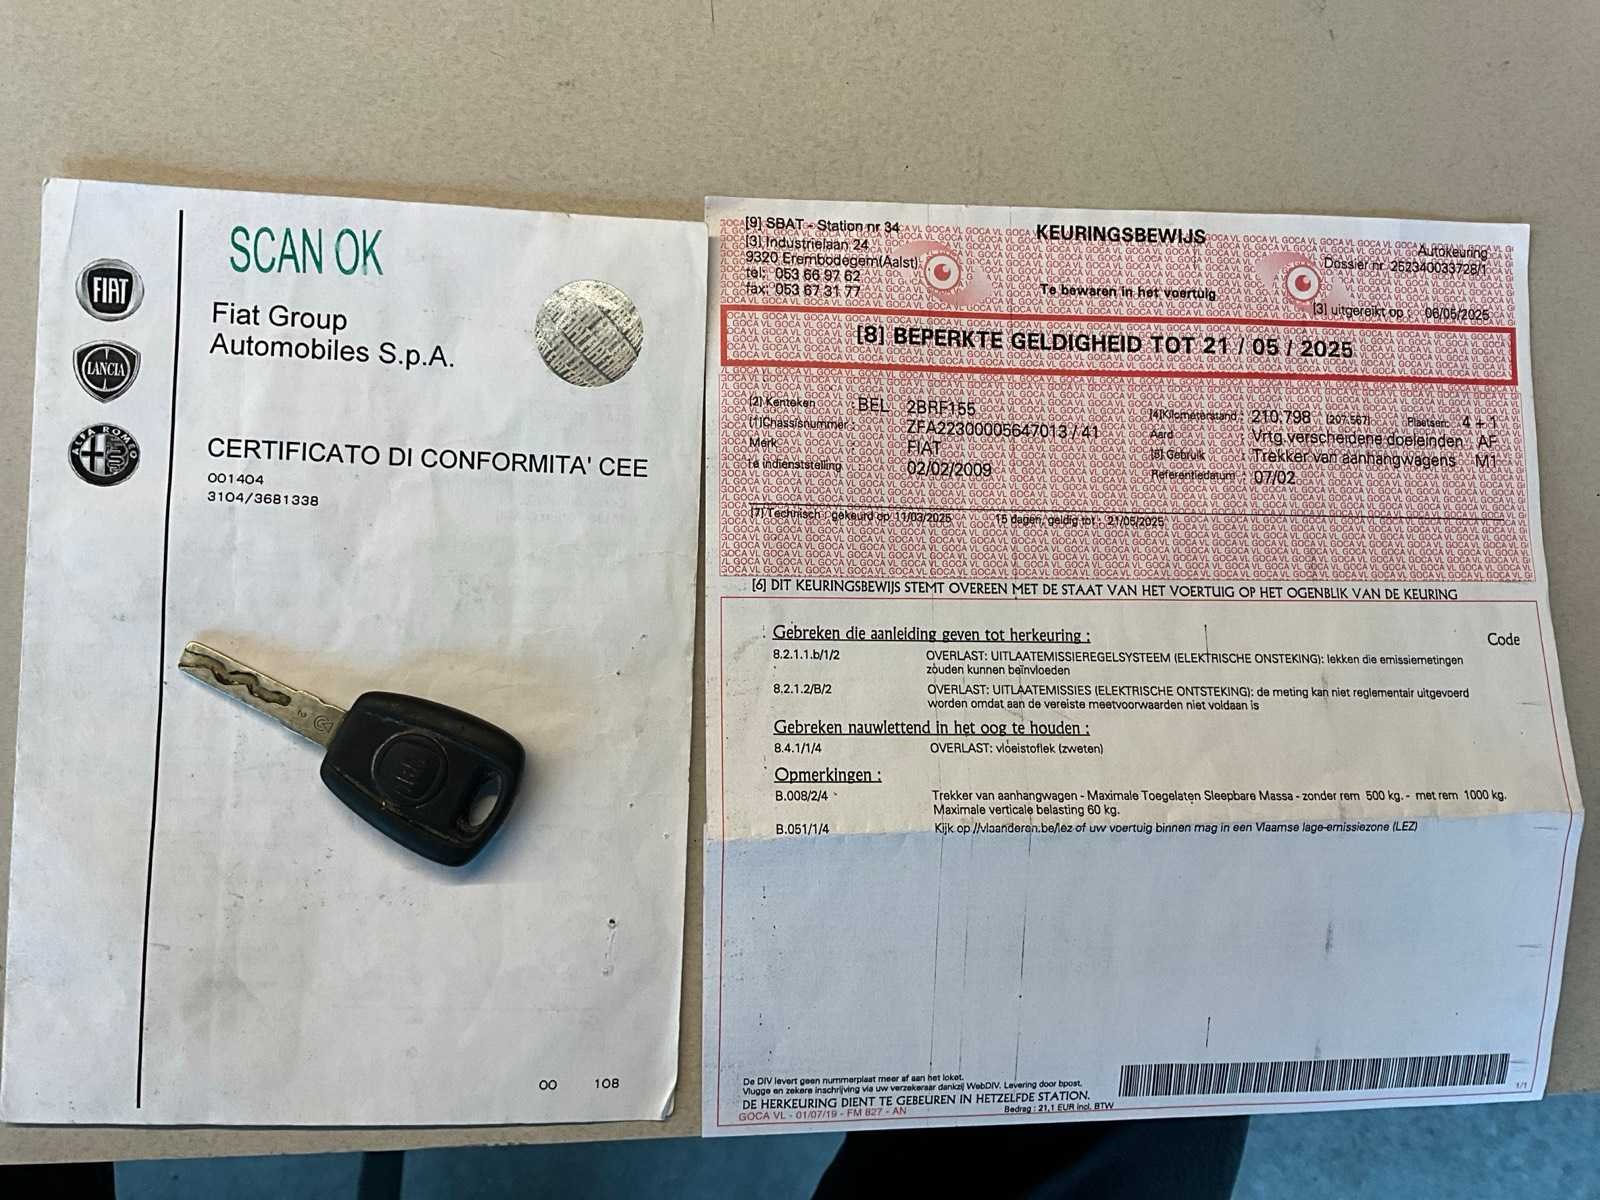 SCAN OK
FIAT
Fiat Group
Automobiles S.p.A.
LANCIA
ALFA ROMEO
CERTIFICATO DI CONFORMITA' CEE
001404
3104/3681338
FIAT
00 108
[9] SBAT - Station nr 34
[3] Industrielaan 24
9320 Erembodegem(Aalst)
tel: 053 66 97 62
fax: 053 67 31 77
KEURINGSBEWIJS
Te bewaren in het voertuig
Autokeuring
Dossier nr. 252340033728/1
[3] uitgereikt op : 06/05/2025
[8] BEPERKTE GELDIGHEID TOT 21 / 05 / 2025
[2] Kenteken : BEL 2BRF155
[1] Chassisnummer : ZFA22300005647013 / 41
Merk FIAT
1e indienststelling 02/02/2009
[4] Kilometerstand : 210.798 (207.567) Plaatsen: 4 + 1
Aard : Vrtg.verscheidene doeleinden AF
[5] Gebruik : Trekker van aanhangwagens M1
Referentiedatum : 07/02
[7] Technisch : gekeurd op 11/03/2025 15 dagen, geldig tot : 21/05/2025
[6] DIT KEURINGSBEWIJS STEMT OVEREEN MET DE STAAT VAN HET VOERTUIG OP HET OGENBLIK VAN DE KEURING
Gebreken die aanleiding geven tot herkeuring : Code
8.2.1.1.b/1/2 OVERLAST: UITLAATEMISSIEREGELSYSTEEM (ELEKTRISCHE ONSTEKING): lekken die emissiemetingen
zouden kunnen beïnvloeden
8.2.1.2/B/2 OVERLAST: UITLAATEMISSIES (ELEKTRISCHE ONTSTEKING): de meting kan niet reglementair uitgevoerd
worden omdat aan de vereiste meetvoorwaarden niet voldaan is
Gebreken nauwlettend in het oog te houden :
8.4.1/1/4 OVERLAST: vloeistoflek (zweten)
Opmerkingen :
B.008/2/4 Trekker van aanhangwagen - Maximale Toegelaten Sleepbare Massa - zonder rem 500 kg. - met rem 1000 kg.
Maximale verticale belasting 60 kg.
B.051/1/4 Kijk op //vlaanderen.be/lez of uw voertuig binnen mag in een Vlaamse lage-emissiezone (LEZ)
De DIV levert geen nummerplaat meer af aan het loket.
Vlugge en zekere inschrijving via uw verzekeraar dankzij WebDIV. Levering door bpost.
DE HERKEURING DIENT TE GEBEUREN IN HETZELFDE STATION.
GOCA VL - 01/07/19 - FM 827 - AN
Bedrag : 21,1 EUR incl. BTW
1/1